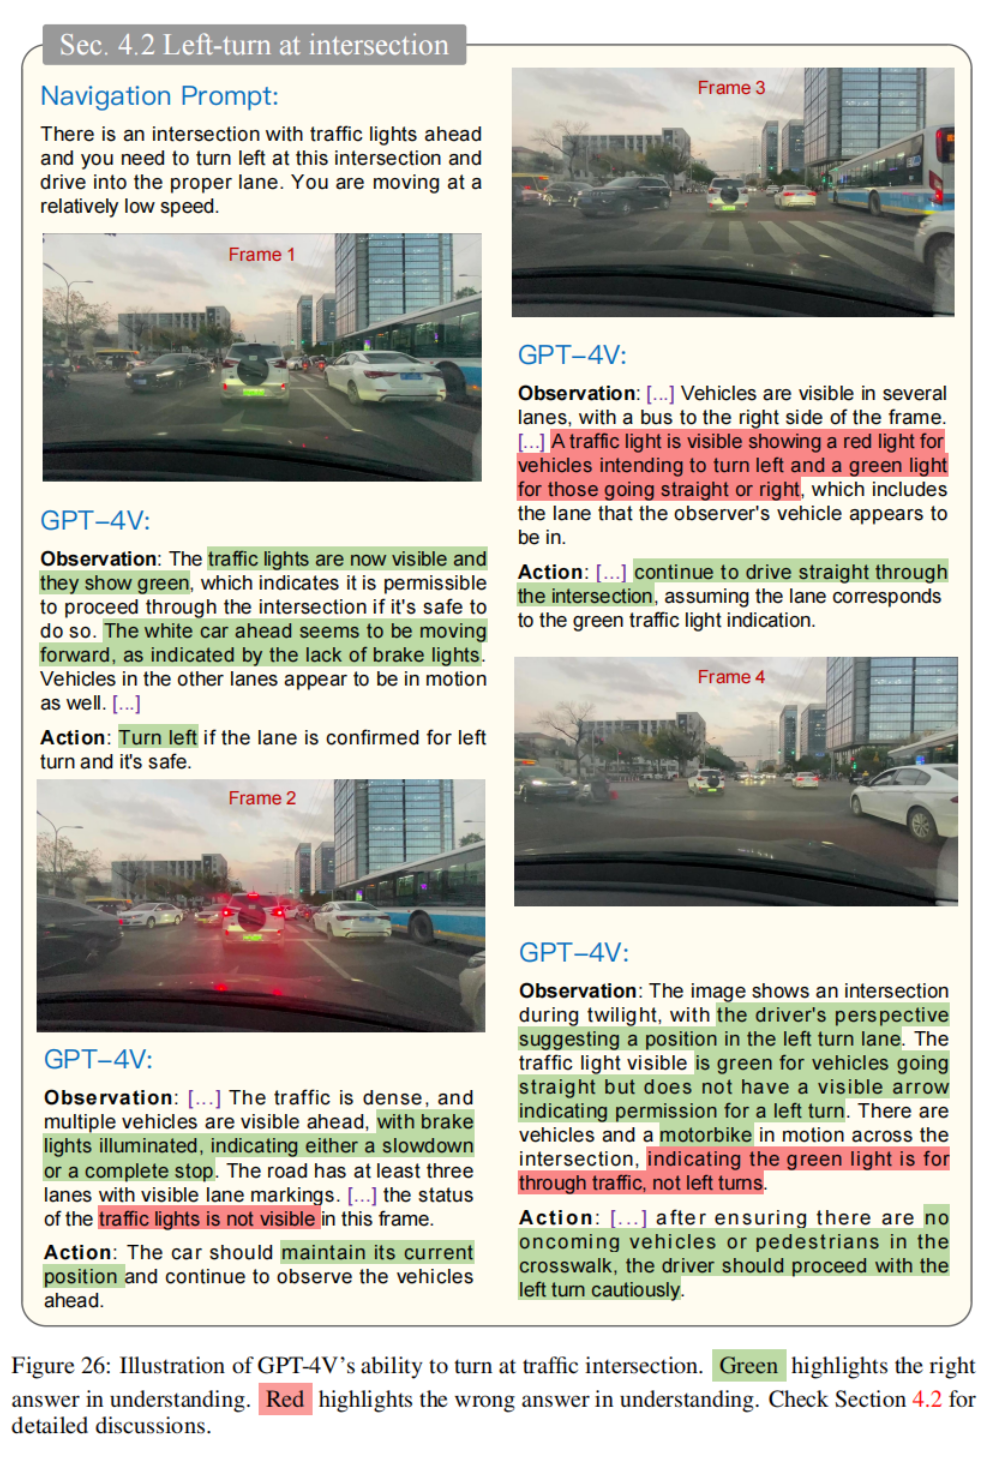 Sec. 4.2 Left-turn at intersection
Navigation Prompt:
There is an intersection with traffic lights ahead
and you need to turn left at this intersection and
drive into the proper lane. You are moving at a
relatively low speed.
Frame 1
GPT-4V:
Observation: The traffic lights are now visible and
they show green, which indicates it is permissible
to proceed through the intersection if it's safe to
do so. The white car ahead seems to be moving
forward, as indicated by the lack of brake lights.
Vehicles in the other lanes appear to be in motion
as well. [...]
Action: Turn left if the lane is confirmed for left
turn and it's safe.
Frame 2
GPT-4V:
Observation: [...] The traffic is dense, and
multiple vehicles are visible ahead, with brake
lights illuminated, indicating either a slowdown
or a complete stop. The road has at least three
lanes with visible lane markings. [...] the status
of the traffic lights is not visible in this frame.
Action: The car should maintain its current
position and continue to observe the vehicles
ahead.
Frame 3
GPT-4V:
Observation: [...] Vehicles are visible in several
lanes, with a bus to the right side of the frame.
[...] A traffic light is visible showing a red light for
vehicles intending to turn left and a green light
for those going straight or right, which includes
the lane that the observer's vehicle appears to
be in.
Action: [...] continue to drive straight through
the intersection, assuming the lane corresponds
to the green traffic light indication.
Frame 4
GPT-4V:
Observation: The image shows an intersection
during twilight, with the driver's perspective
suggesting a position in the left turn lane. The
traffic light visible is green for vehicles going
straight but does not have a visible arrow
indicating permission for a left turn. There are
vehicles and a motorbike in motion across the
intersection, indicating the green light is for
through traffic, not left turns.
Action: [...] after ensuring there are no
oncoming vehicles or pedestrians in the
crosswalk, the driver should proceed with the
left turn cautiously.
Figure 26: Illustration of GPT-4V's ability to turn at traffic intersection. Green highlights the right
answer in understanding. Red highlights the wrong answer in understanding. Check Section 4.2 for
detailed discussions.